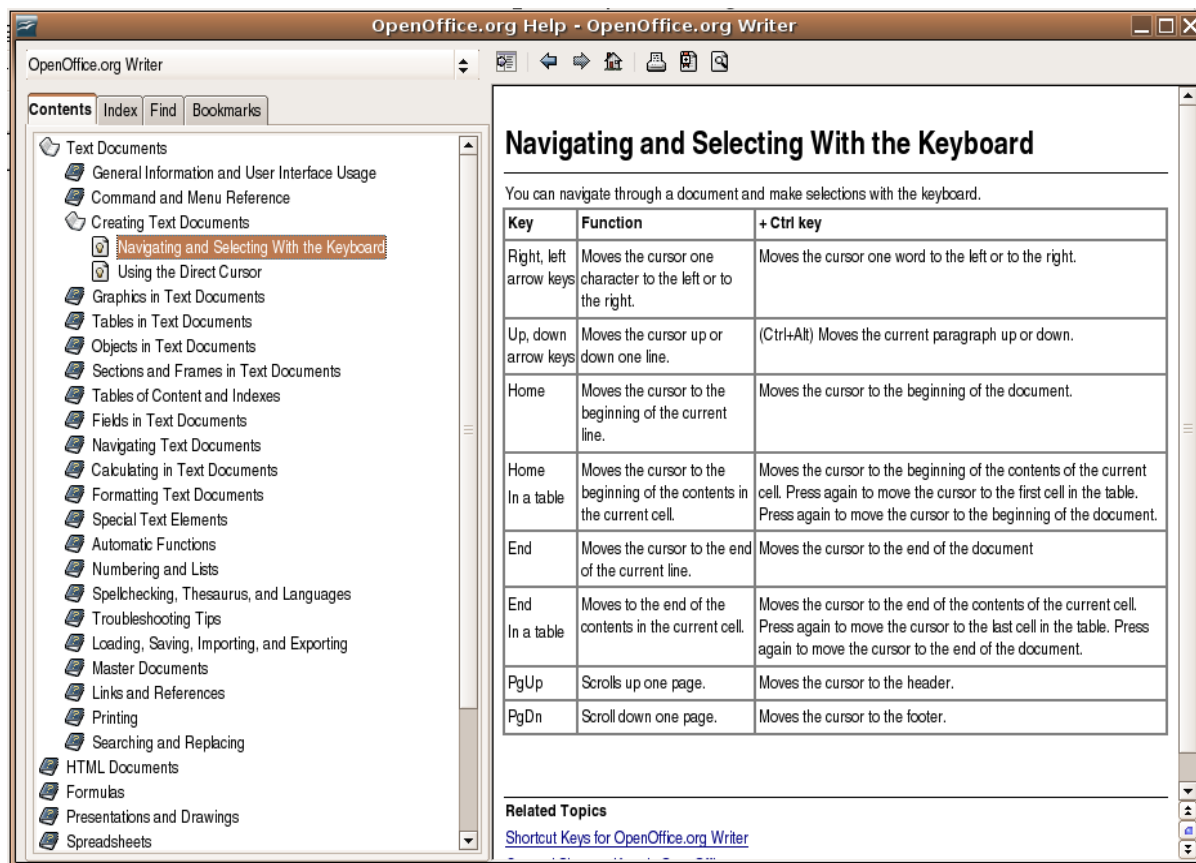 OpenOffice.org Help - OpenOffice.org Writer
OpenOffice.org Writer
Contents Index Find Bookmarks
Text Documents
General Information and User Interface Usage
Command and Menu Reference
Creating Text Documents
Navigating and Selecting With the Keyboard
Using the Direct Cursor
Graphics in Text Documents
Tables in Text Documents
Objects in Text Documents
Sections and Frames in Text Documents
Tables of Content and Indexes
Fields in Text Documents
Navigating Text Documents
Calculating in Text Documents
Formatting Text Documents
Special Text Elements
Automatic Functions
Numbering and Lists
Spellchecking, Thesaurus, and Languages
Troubleshooting Tips
Loading, Saving, Importing, and Exporting
Master Documents
Links and References
Printing
Searching and Replacing
HTML Documents
Formulas
Presentations and Drawings
Spreadsheets
Navigating and Selecting With the Keyboard
You can navigate through a document and make selections with the keyboard.
Key Function + Ctrl key
Right, left Moves the cursor one Moves the cursor one word to the left or to the right.
arrow keys character to the left or to
the right.
Up, down Moves the cursor up or (Ctrl+Alt) Moves the current paragraph up or down.
arrow keys down one line.
Home Moves the cursor to the Moves the cursor to the beginning of the document.
beginning of the current
line.
Home Moves the cursor to the Moves the cursor to the beginning of the contents of the current
In a table beginning of the contents in cell. Press again to move the cursor to the first cell in the table.
the current cell. Press again to move the cursor to the beginning of the document.
End Moves the cursor to the end Moves the cursor to the end of the document
of the current line.
End Moves to the end of the Moves the cursor to the end of the contents of the current cell.
In a table contents in the current cell. Press again to move the cursor to the last cell in the table. Press
again to move the cursor to the end of the document.
PgUp Scrolls up one page. Moves the cursor to the header.
PgDn Scroll down one page. Moves the cursor to the footer.
Related Topics
Shortcut Keys for OpenOffice.org Writer